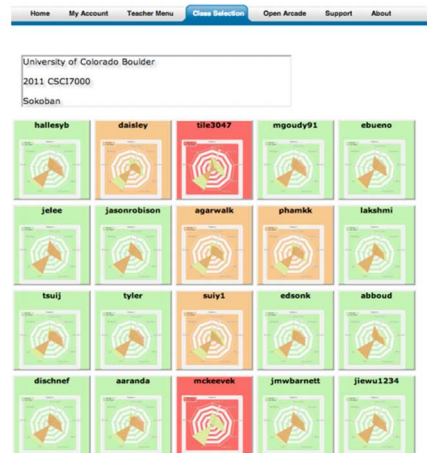 Home My Account Teacher Menu Class Selection Open Arcade Support About
University of Colorado Boulder
2011 CSCI7000
Sokoban
hallesyb daisley tile3047 mgoudy91 ebueno
jelee jasonrobison agarwalk phamkk lakshmi
tsuij tyler suiy1 edsonk abboud
dischnef aaranda mckeevek jmwbarnett jiewu1234